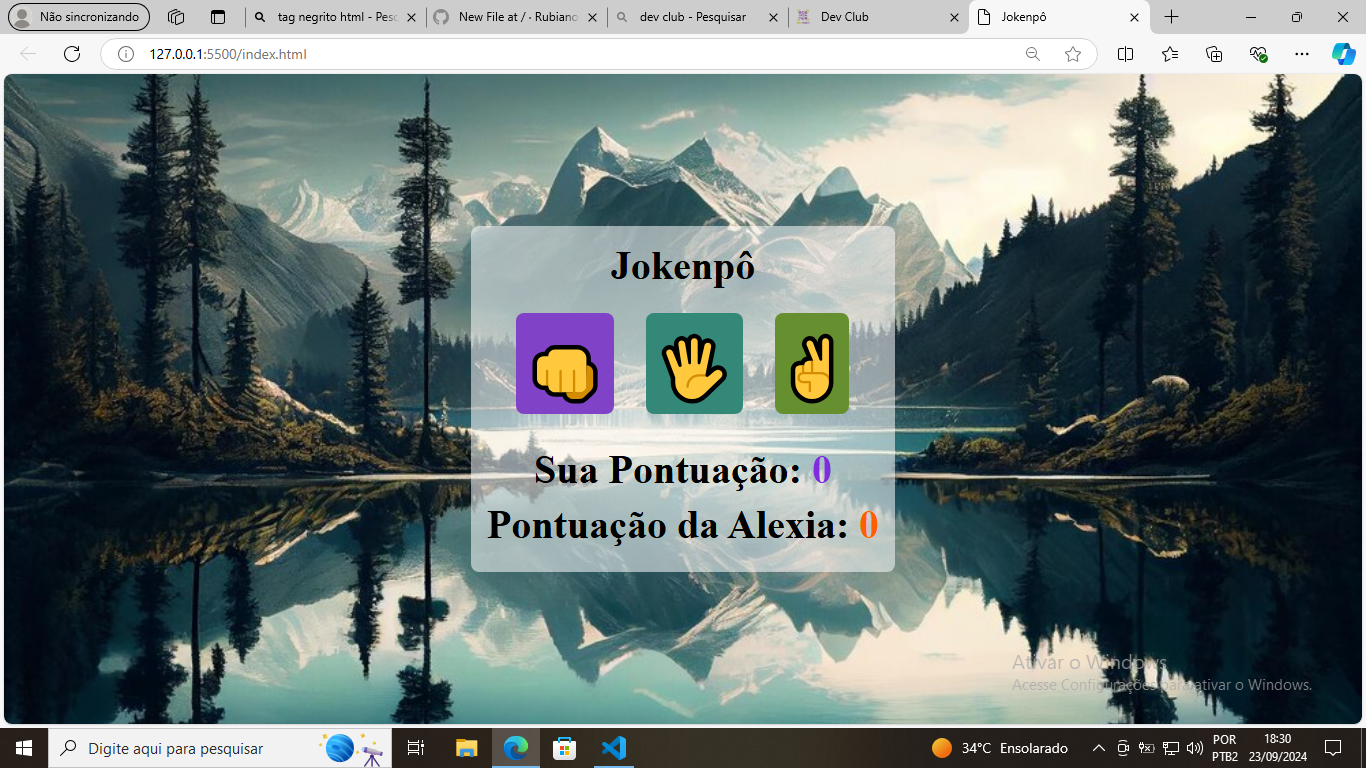 Não sincronizando
tag negrito html - Pesc
New File at / · Rubiano
dev club - Pesquisar
Dev Club
Jokenpô
127.0.0.1:5500/index.html
Jokenpô
Sua Pontuação: 0
Pontuação da Alexia: 0
Ativar o Windows
Acesse Configurações para ativar o Windows.
Digite aqui para pesquisar
34°C Ensolarado
POR
PTB2
18:30
23/09/2024